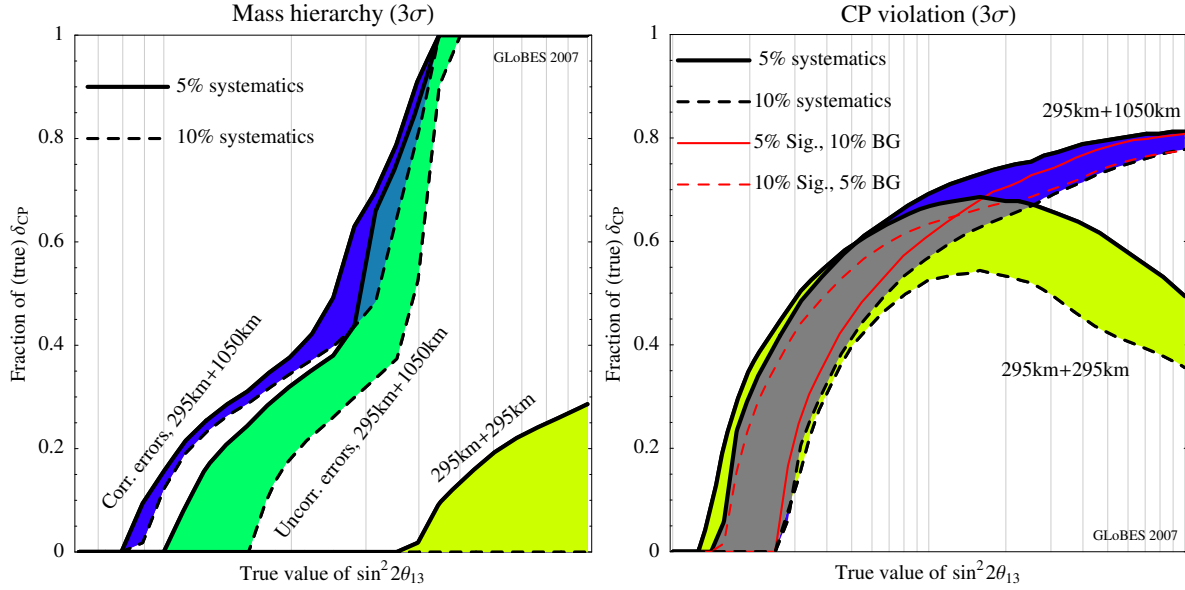 Mass hierarchy (3σ)
1
0.8
0.6
0.4
0.2
0
Fraction of (true) δCP
GLoBES 2007
5% systematics
10% systematics
Corr. errors, 295km+1050km
Uncorr. errors, 295km+1050km
295km+295km
True value of sin²2θ₁₃
CP violation (3σ)
1
0.8
0.6
0.4
0.2
0
Fraction of (true) δCP
5% systematics
10% systematics
5% Sig., 10% BG
10% Sig., 5% BG
295km+1050km
295km+295km
GLoBES 2007
True value of sin²2θ₁₃